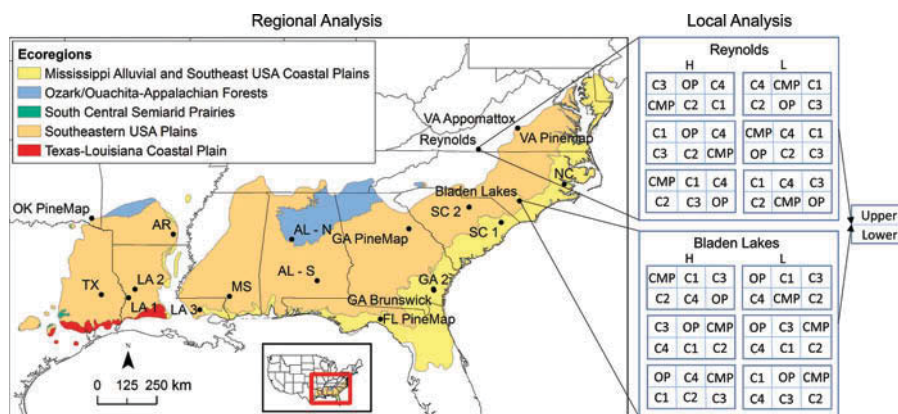 Regional Analysis
Local Analysis
Ecoregions
Mississippi Alluvial and Southeast USA Coastal Plains
Ozark/Ouachita-Appalachian Forests
South Central Semiarid Prairies
Southeastern USA Plains
Texas-Louisiana Coastal Plain
VA Appomattox
Reynolds
VA Pinemap
NC
Bladen Lakes
OK PineMap
AR
SC 2
AL - N
GA PineMap
SC 1
TX
LA 2
AL - S
MS
GA 2
LA 1
LA 3
GA Brunswick
FL PineMap
N
0 125 250 km
Reynolds
H L
C3 OP C4 C4 CMP C1
CMP C2 C1 C2 OP C3
C1 OP C4 CMP C4 C1
C3 C2 CMP OP C2 C3
CMP C1 C4 C1 C4 C3
C2 C3 OP C2 CMP OP
Upper
Lower
Bladen Lakes
H L
CMP C1 C3 OP C1 C3
C2 C4 OP C4 CMP C2
C3 OP CMP OP C3 CMP
C4 C1 C2 C4 C1 C2
OP C4 CMP C1 OP CMP
C1 C2 C3 C4 C3 C2